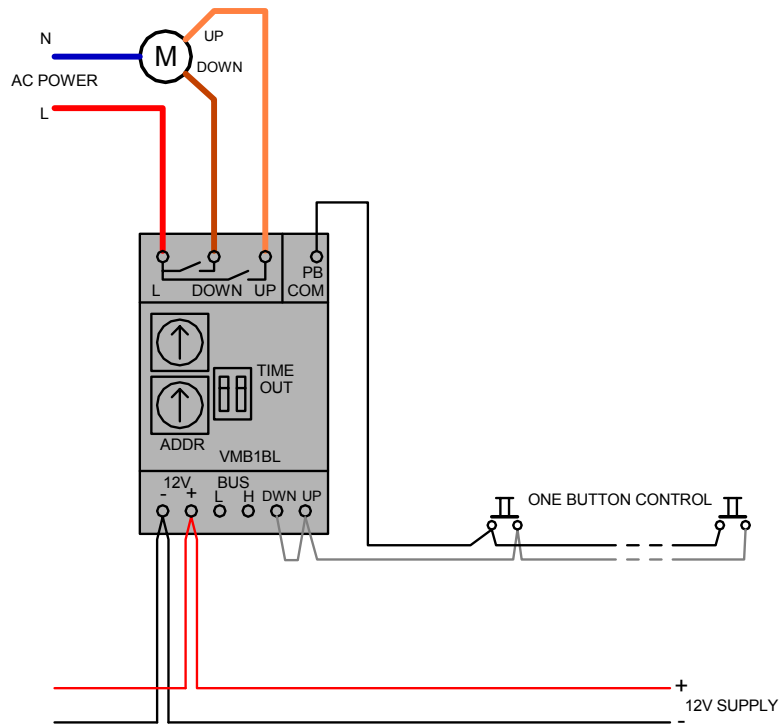 UP
N
M
DOWN
AC POWER
L
L
DOWN
UP
PB
COM
TIME
OUT
ADDR
VMB1BL
12V
BUS
-
+
L
H
DWN
UP
ONE BUTTON CONTROL
+
12V SUPPLY
-